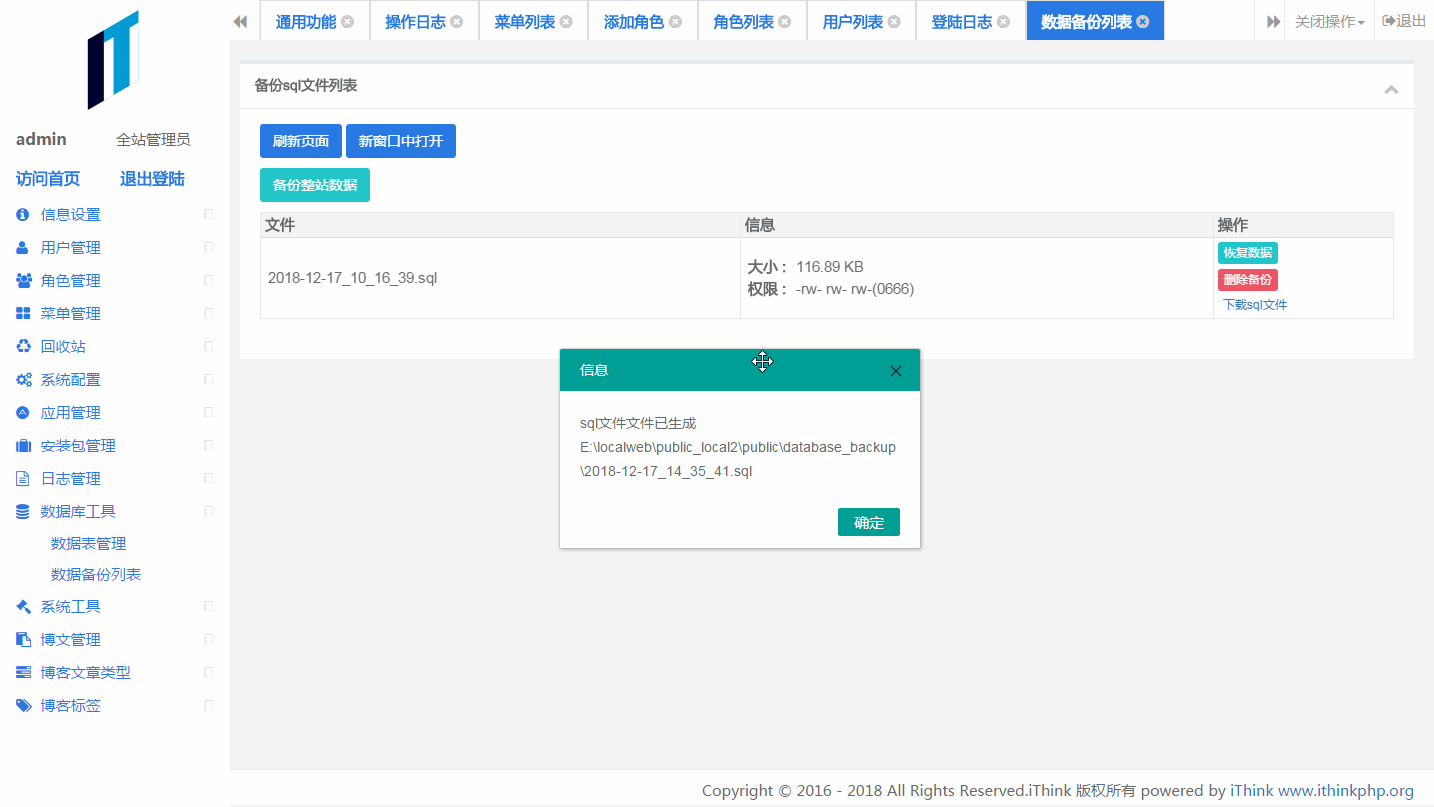 通用功能
操作日志
菜单列表
添加角色
角色列表
用户列表
登陆日志
数据备份列表
关闭操作
退出
admin
全站管理员
访问首页
退出登陆
信息设置
用户管理
角色管理
菜单管理
回收站
系统配置
应用管理
安装包管理
日志管理
数据库工具
数据表管理
数据备份列表
系统工具
博文管理
博客文章类型
博客标签
备份sql文件列表
刷新页面
新窗口中打开
备份整站数据
文件
信息
操作
2018-12-17_10_16_39.sql
大小： 116.89 KB
权限： -rw- rw- rw-(0666)
恢复数据
删除备份
下载sql文件
信息
sql文件文件已生成
E:\localweb\public_local2\public\database_backup
\2018-12-17_14_35_41.sql
确定
Copyright © 2016 - 2018 All Rights Reserved.iThink 版权所有 powered by iThink www.ithinkphp.org